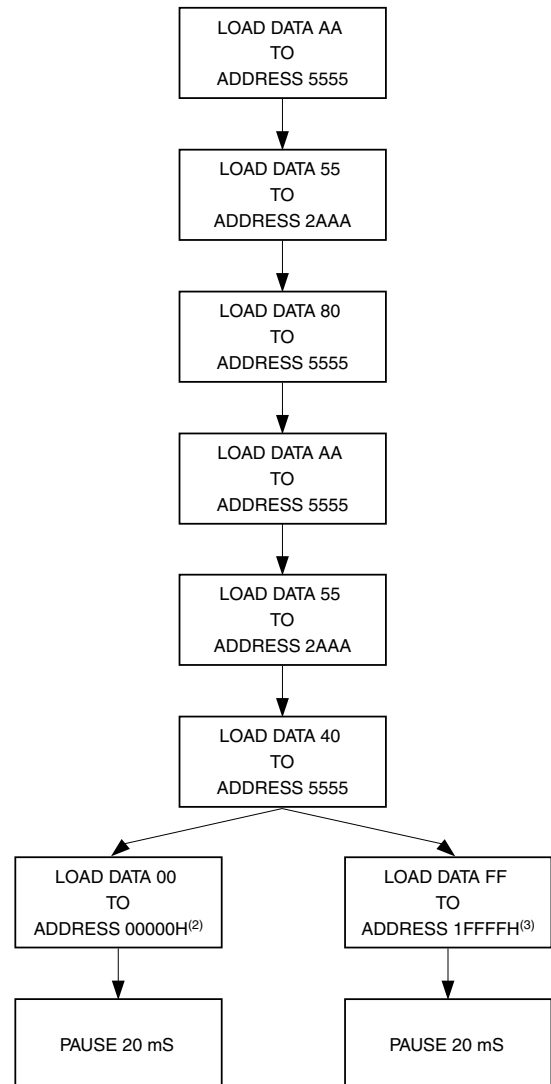 LOAD DATA AA
TO
ADDRESS 5555
LOAD DATA 55
TO
ADDRESS 2AAA
LOAD DATA 80
TO
ADDRESS 5555
LOAD DATA AA
TO
ADDRESS 5555
LOAD DATA 55
TO
ADDRESS 2AAA
LOAD DATA 40
TO
ADDRESS 5555
LOAD DATA 00
TO
ADDRESS 00000H(2)
LOAD DATA FF
TO
ADDRESS 1FFFFH(3)
PAUSE 20 mS
PAUSE 20 mS